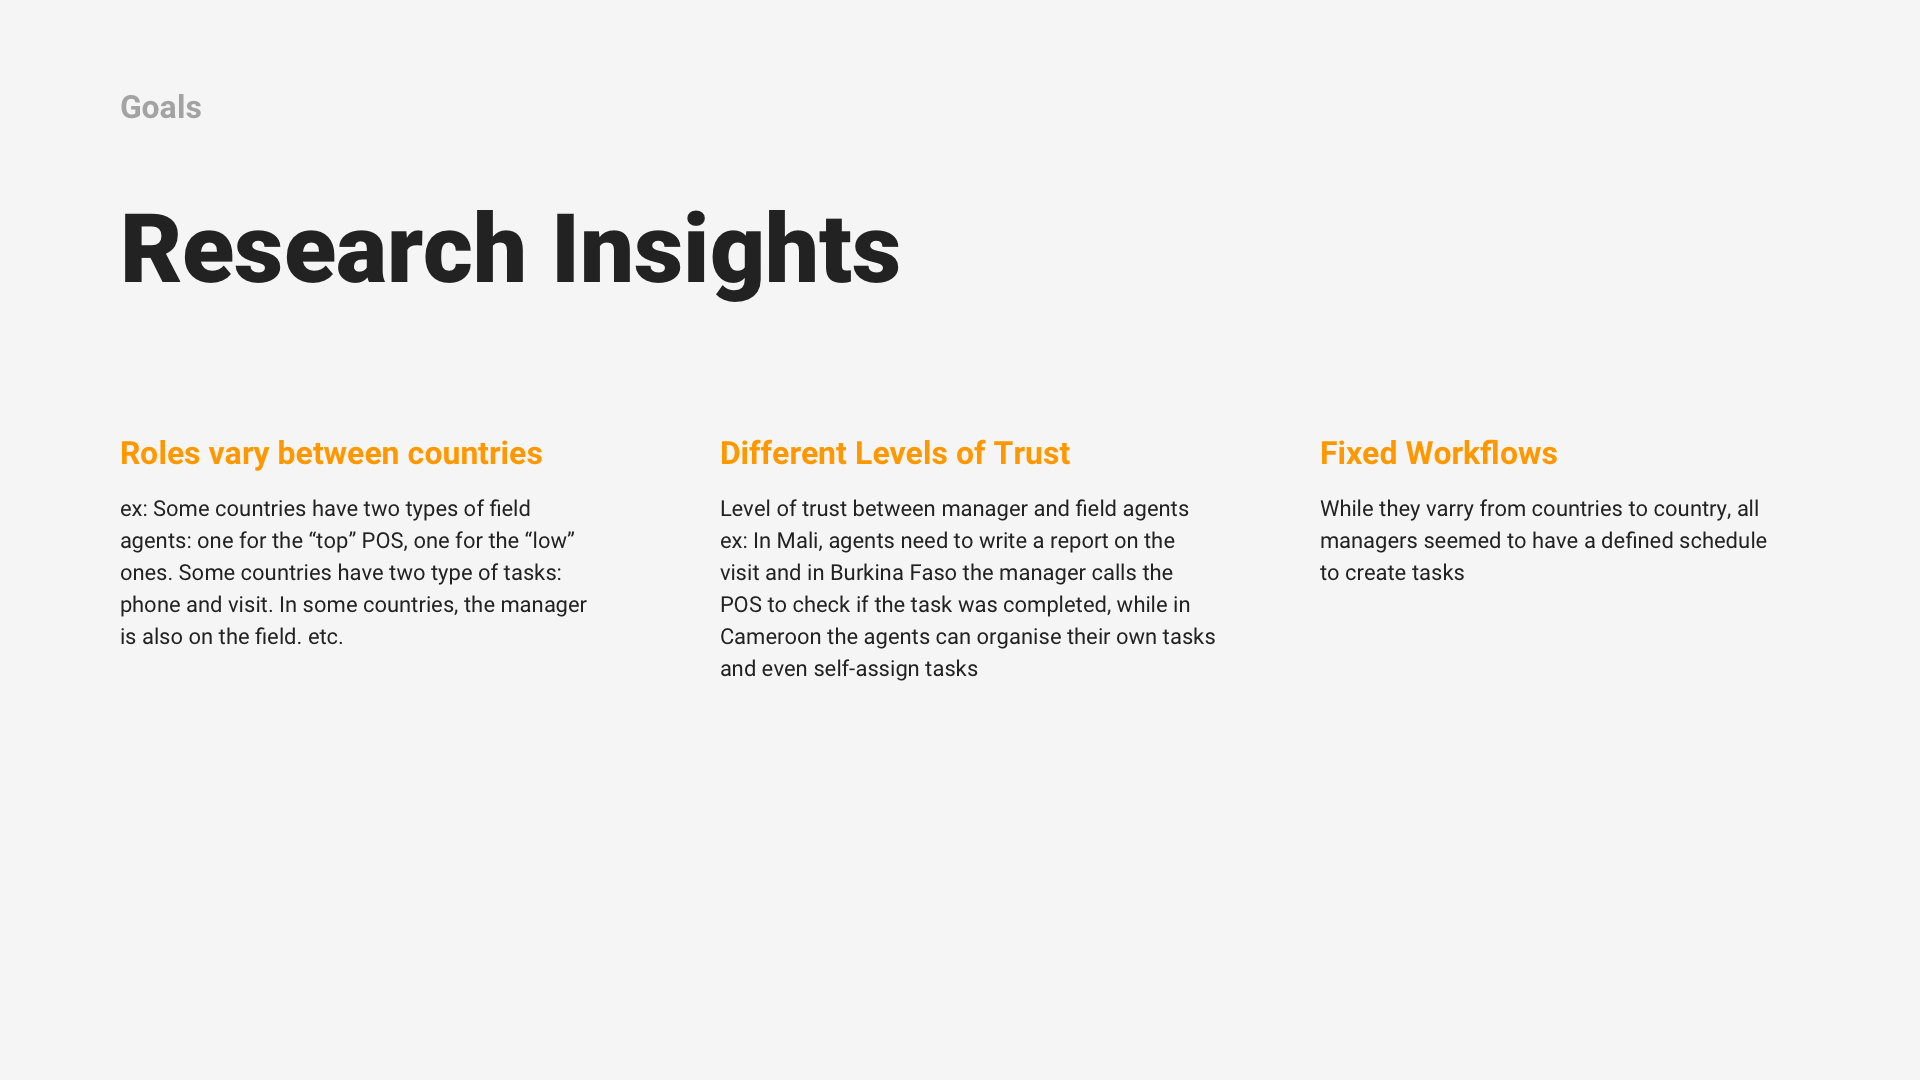 Goals
Research Insights
Roles vary between countries
ex: Some countries have two types of field
agents: one for the “top” POS, one for the “low”
ones. Some countries have two type of tasks:
phone and visit. In some countries, the manager
is also on the field. etc.
Different Levels of Trust
Level of trust between manager and field agents
ex: In Mali, agents need to write a report on the
visit and in Burkina Faso the manager calls the
POS to check if the task was completed, while in
Cameroon the agents can organise their own tasks
and even self-assign tasks
Fixed Workflows
While they varry from countries to country, all
managers seemed to have a defined schedule
to create tasks